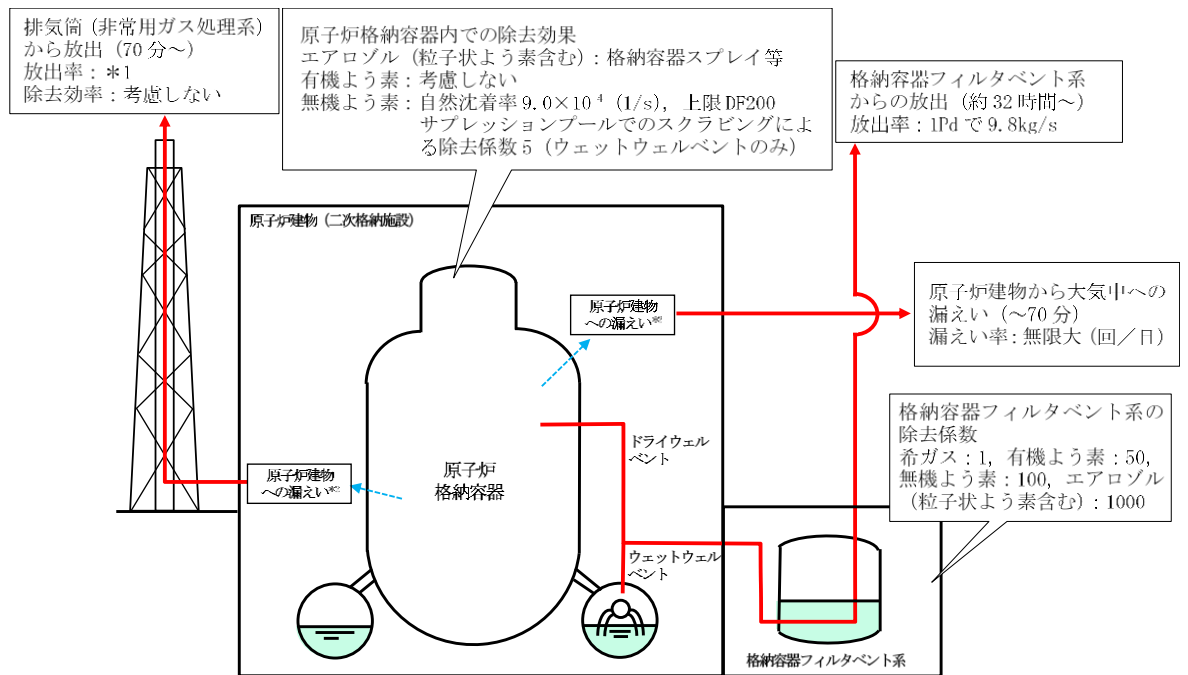 排気筒（非常用ガス処理系）
から放出（70 分～）
放出率：＊1
除去効率：考慮しない
原子炉格納容器内での除去効果
エアロゾル（粒子状よう素含む）：格納容器スプレイ等
有機よう素：考慮しない
無機よう素：自然沈着率 9.0×10⁻⁴（1/s），上限 DF200
サプレッションプールでのスクラビングによ
る除去係数 5（ウェットウェルベントのみ）
格納容器フィルタベント系
からの放出（約 32 時間～）
放出率：1Pd で 9.8kg/s
原子炉建物（二次格納施設）
原子炉建物
への漏えい※2
原子炉建物から大気中への
漏えい（～70 分）
漏えい率：無限大（回／日）
格納容器フィルタベント系の
除去係数
希ガス：1，有機よう素：50，
無機よう素：100，エアロゾル
（粒子状よう素含む）：1000
ドライウェル
ベント
原子炉
格納容器
原子炉建物
への漏えい※2
ウェットウェル
ベント
格納容器フィルタベント系